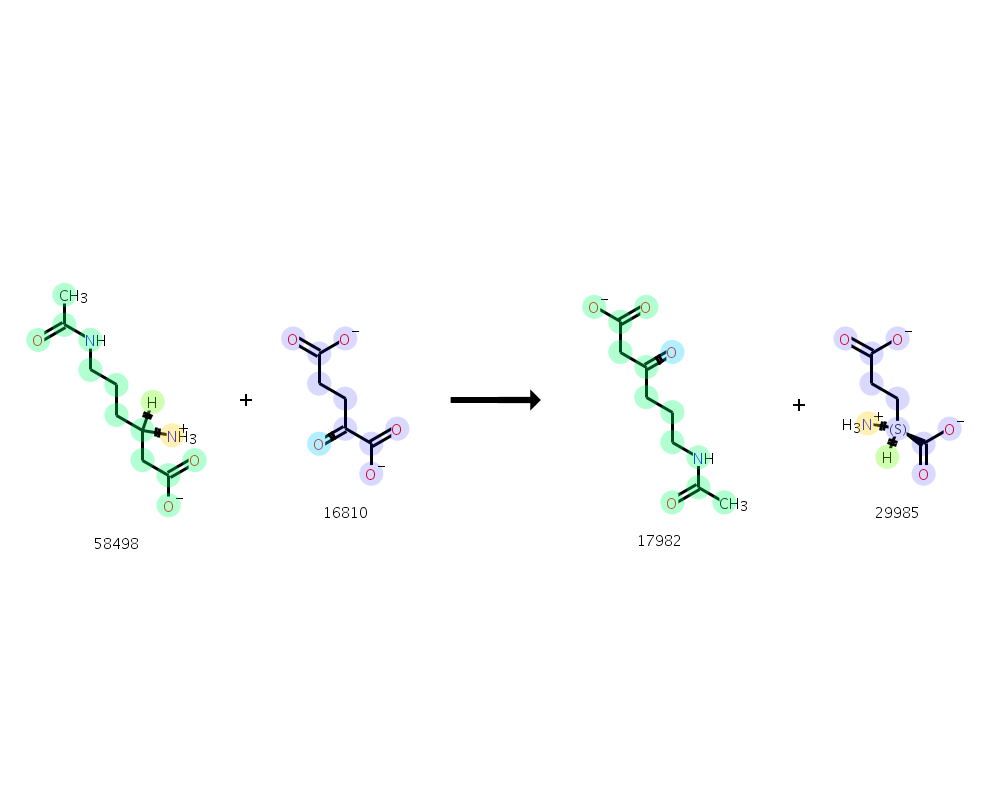 CH3
O
NH
H
NH3 +
O
O −
58498
+
O
O −
O
O
O −
16810
O −
O
O
NH
O
CH3
17982
+
O
O −
H3N +
(S)
O −
H
O
29985